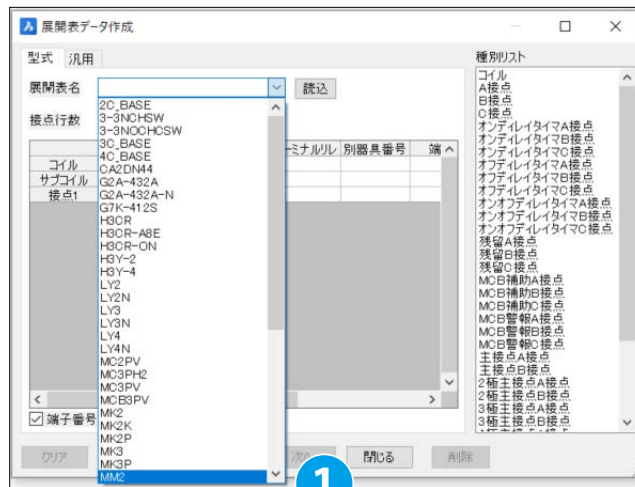 展開表データ作成
型式 汎用
種別リスト
展開表名
読込
接点行数
ーミナルリレ 別器具番号 端
コイル
サブコイル
接点1
2C_BASE
3-3NCHSW
3-3NOCHCSW
3C_BASE
4C_BASE
CA2DN44
G2A-432A
G2A-432A-N
G7K-412S
H3CR
H3CR-A8E
H3CR-ON
H3Y-2
H3Y-4
LY2
LY2N
LY3
LY3N
LY4
LY4N
MC2PV
MC3PH2
MC3PV
MCB3PV
MK2
MK2K
MK2P
MK3
MK3P
MM2
コイル
A接点
B接点
C接点
オンディレイタイマA接点
オンディレイタイマB接点
オンディレイタイマC接点
オフディレイタイマA接点
オフディレイタイマB接点
オフディレイタイマC接点
オンオフディレイタイマA接点
オンオフディレイタイマB接点
オンオフディレイタイマC接点
残留A接点
残留B接点
残留C接点
MCB補助A接点
MCB補助B接点
MCB補助C接点
MCB警報A接点
MCB警報B接点
MCB警報C接点
主接点A接点
主接点B接点
2極主接点A接点
2極主接点B接点
3極主接点A接点
3極主接点B接点
端子番号
クリア
閉じる
削除
1